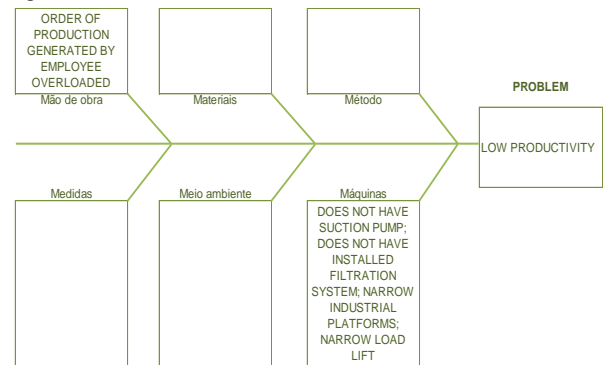 ORDER OF
PRODUCTION
GENERATED BY
EMPLOYEE
OVERLOADED
Mão de obra
Materiais
Método
PROBLEM
LOW PRODUCTIVITY
Medidas
Meio ambiente
Máquinas
DOES NOT HAVE
SUCTION PUMP;
DOES NOT HAVE
INSTALLED
FILTRATION
SYSTEM; NARROW
INDUSTRIAL
PLATFORMS;
NARROW LOAD
LIFT